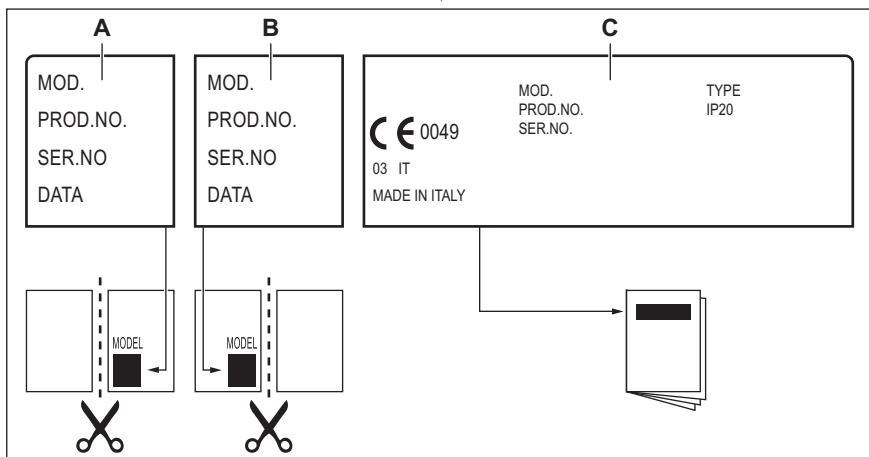 A
B
C
MOD.
PROD.NO.
SER.NO
DATA
MOD.
PROD.NO.
SER.NO
DATA
MOD.
PROD.NO.
SER.NO.
TYPE
IP20
CE 0049
03 IT
MADE IN ITALY
MODEL
MODEL